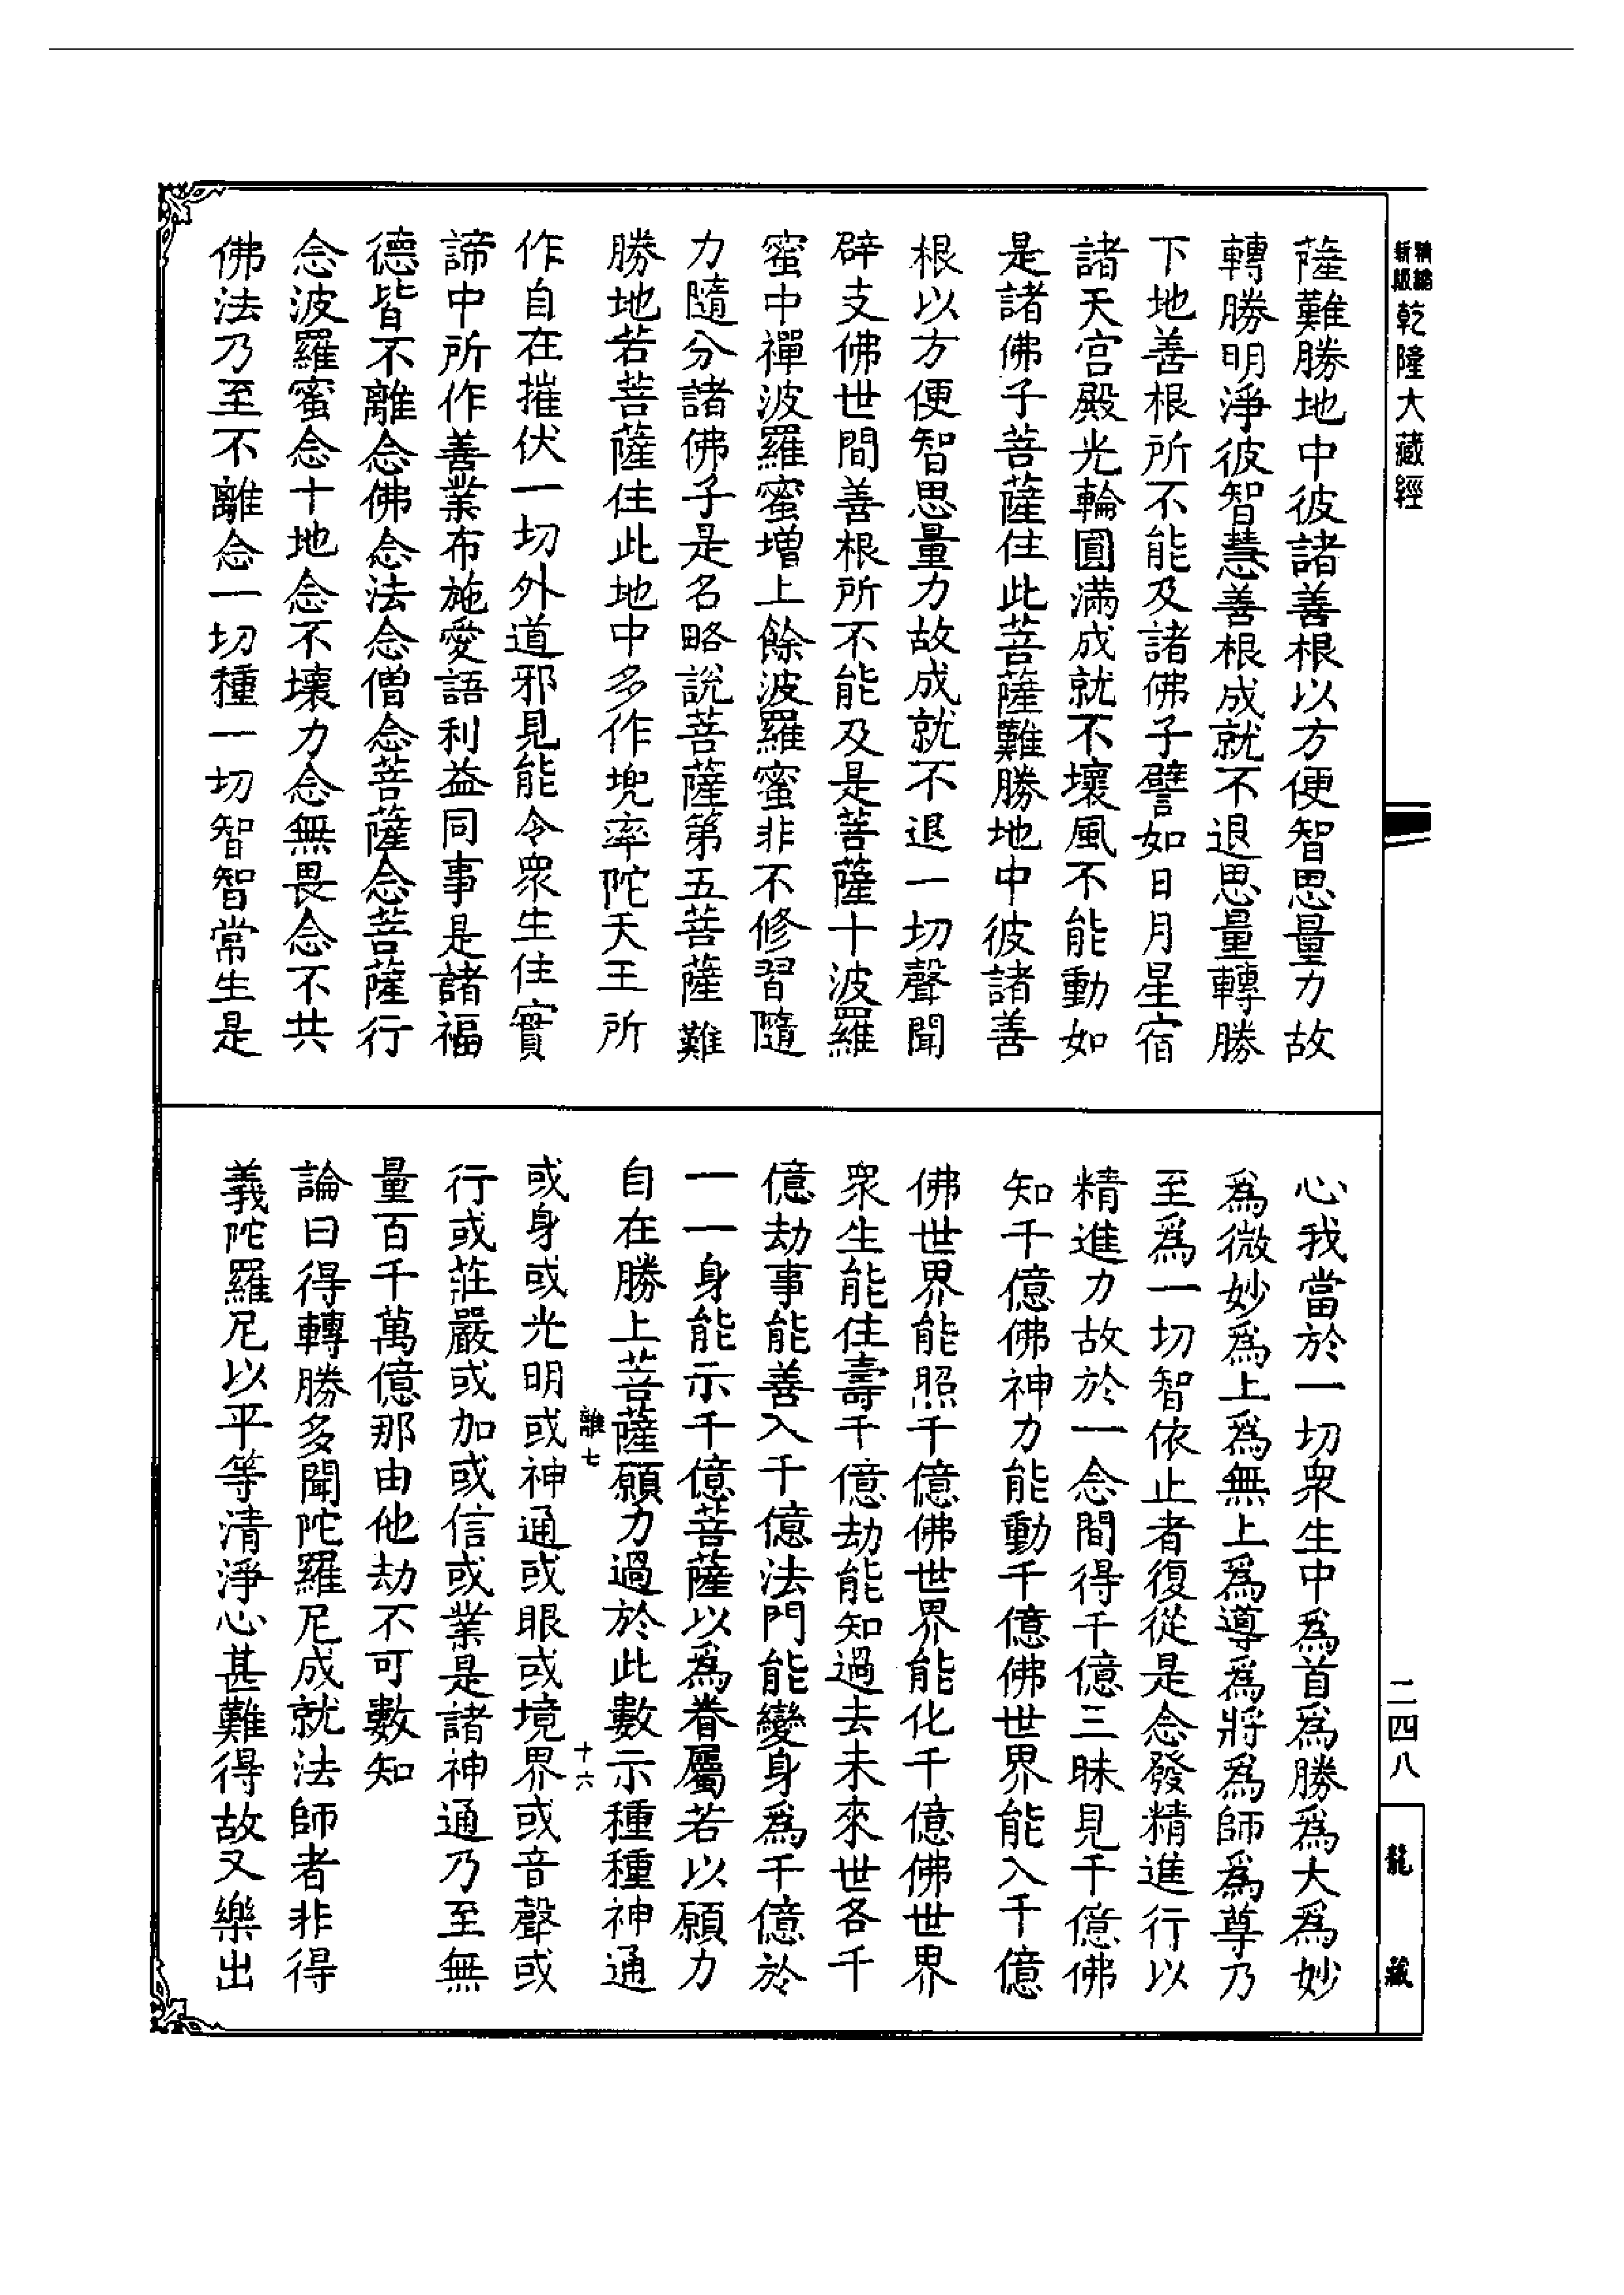 新版精縮
乾隆大藏經
薩難勝地中彼諸善根以方便智思量力故
轉勝明淨彼智慧善根成就不退思量轉勝
下地善根所不能及諸佛子譬如日月星宿
諸天宮殿光輪圓滿成就不壞風不能動如
是諸佛子菩薩住此菩薩難勝地中彼諸善
根以方便智思量力故成就不退一切聲聞
辟支佛世間善根所不能及是菩薩十波羅
蜜中禪波羅蜜增上餘波羅蜜非不修習隨
力隨分諸佛子是名略說菩薩第五菩薩難
勝地若菩薩住此地中多作兜率陀天王所
作自在摧伏一切外道邪見能令衆生住實
諦中所作善業布施愛語利益同事是諸福
德皆不離念佛念法念僧念菩薩念菩薩行
念波羅蜜念十地念不壞力念無畏念不共
佛法乃至不離念一切種一切智智常生是
心我當於一切衆生中爲首爲勝爲大爲妙
爲微妙爲上爲無上爲導爲將爲師爲尊乃
至爲一切智依止者復從是念發精進行以
精進力故於一念間得千億三昧見千億佛
知千億佛神力能動千億佛世界能入千億
佛世界能照千億佛世界能化千億佛世界
衆生能住壽千億劫能知過去未來世各千
億劫事能善入千億法門能變身爲千億於
一一身能示千億菩薩以爲眷屬若以願力
自在勝上菩薩願力過於此數示種種神通
離七
十六
或身或光明或神通或眼或境界或音聲或
行或莊嚴或加或信或業是諸神通乃至無
量百千萬億那由他劫不可數知
論曰得轉勝多聞陀羅尼成就法師者非得
義陀羅尼以平等清淨心甚難得故又樂出
二四八
龍藏